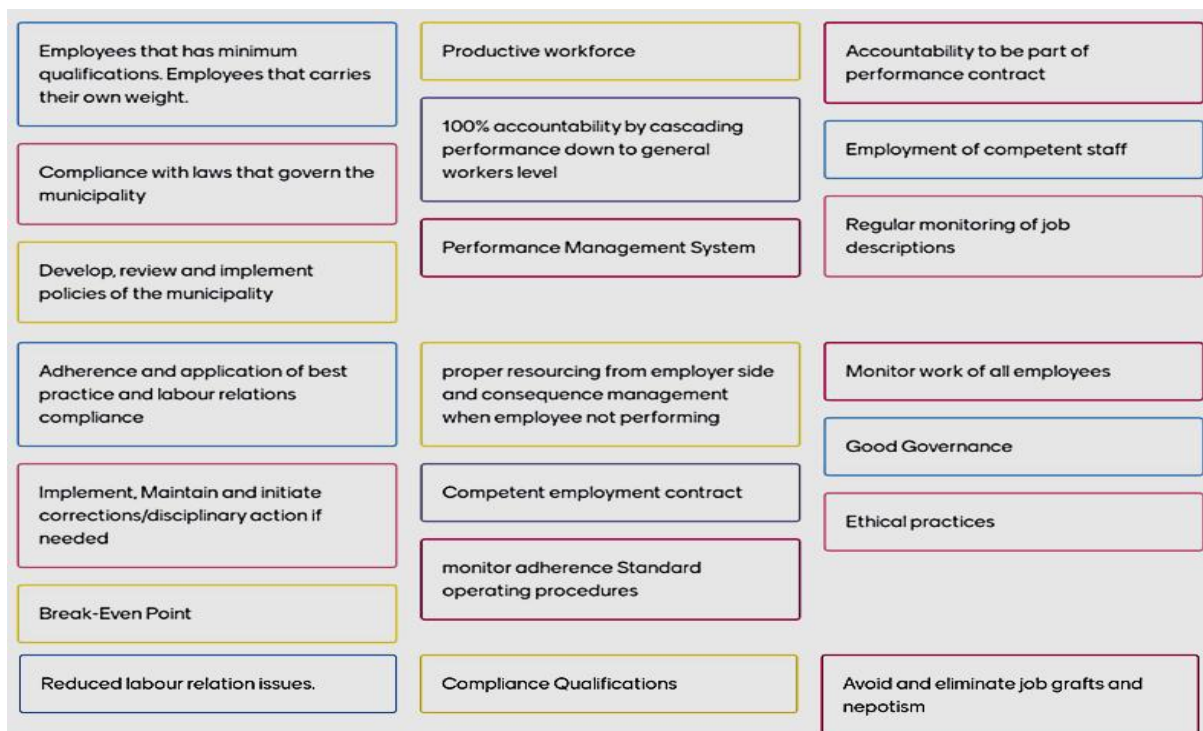 Employees that has minimum
qualifications. Employees that carries
their own weight.
Compliance with laws that govern the
municipality
Develop, review and implement
policies of the municipality
Productive workforce
100% accountability by cascading
performance down to general
workers level
Performance Management System
Accountability to be part of
performance contract
Employment of competent staff
Regular monitoring of job
descriptions
Adherence and application of best
practice and labour relations
compliance
Implement, Maintain and initiate
corrections/disciplinary action if
needed
Break-Even Point
proper resourcing from employer side
and consequence management
when employee not performing
Competent employment contract
monitor adherence Standard
operating procedures
Monitor work of all employees
Good Governance
Ethical practices
Reduced labour relation issues.
Compliance Qualifications
Avoid and eliminate job grafts and
nepotism